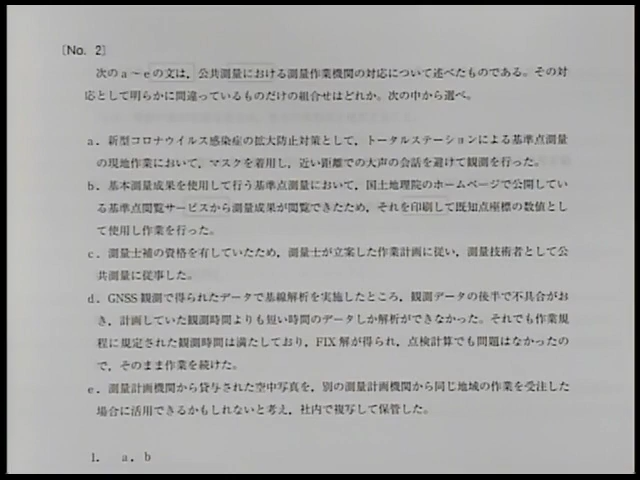 〔No. 2〕
次のa~eの文は，公共測量における測量作業機関の対応について述べたものである。その対
応として明らかに間違っているものだけの組合せはどれか。次の中から選べ。
a．新型コロナウイルス感染症の拡大防止対策として，トータルステーションによる基準点測量
の現地作業において，マスクを着用し，近い距離での大声の会話を避けて観測を行った。
b．基本測量成果を使用して行う基準点測量において，国土地理院のホームページで公開してい
る基準点閲覧サービスから測量成果が閲覧できたため，それを印刷して既知点座標の数値とし
て使用し作業を行った。
c．測量士補の資格を有していたため，測量士が立案した作業計画に従い，測量技術者として公
共測量に従事した。
d．GNSS 観測で得られたデータで基線解析を実施したところ，観測データの後半で不具合がお
き，計画していた観測時間よりも短い時間のデータしか解析ができなかった。それでも作業規
程に規定された観測時間は満たしており，FIX 解が得られ，点検計算でも問題はなかったの
で，そのまま作業を続けた。
e．測量計画機関から貸与された空中写真を，別の測量計画機関から同じ地域の作業を受注した
場合に活用できるかもしれないと考え，社内で複写して保管した。
1． a．b